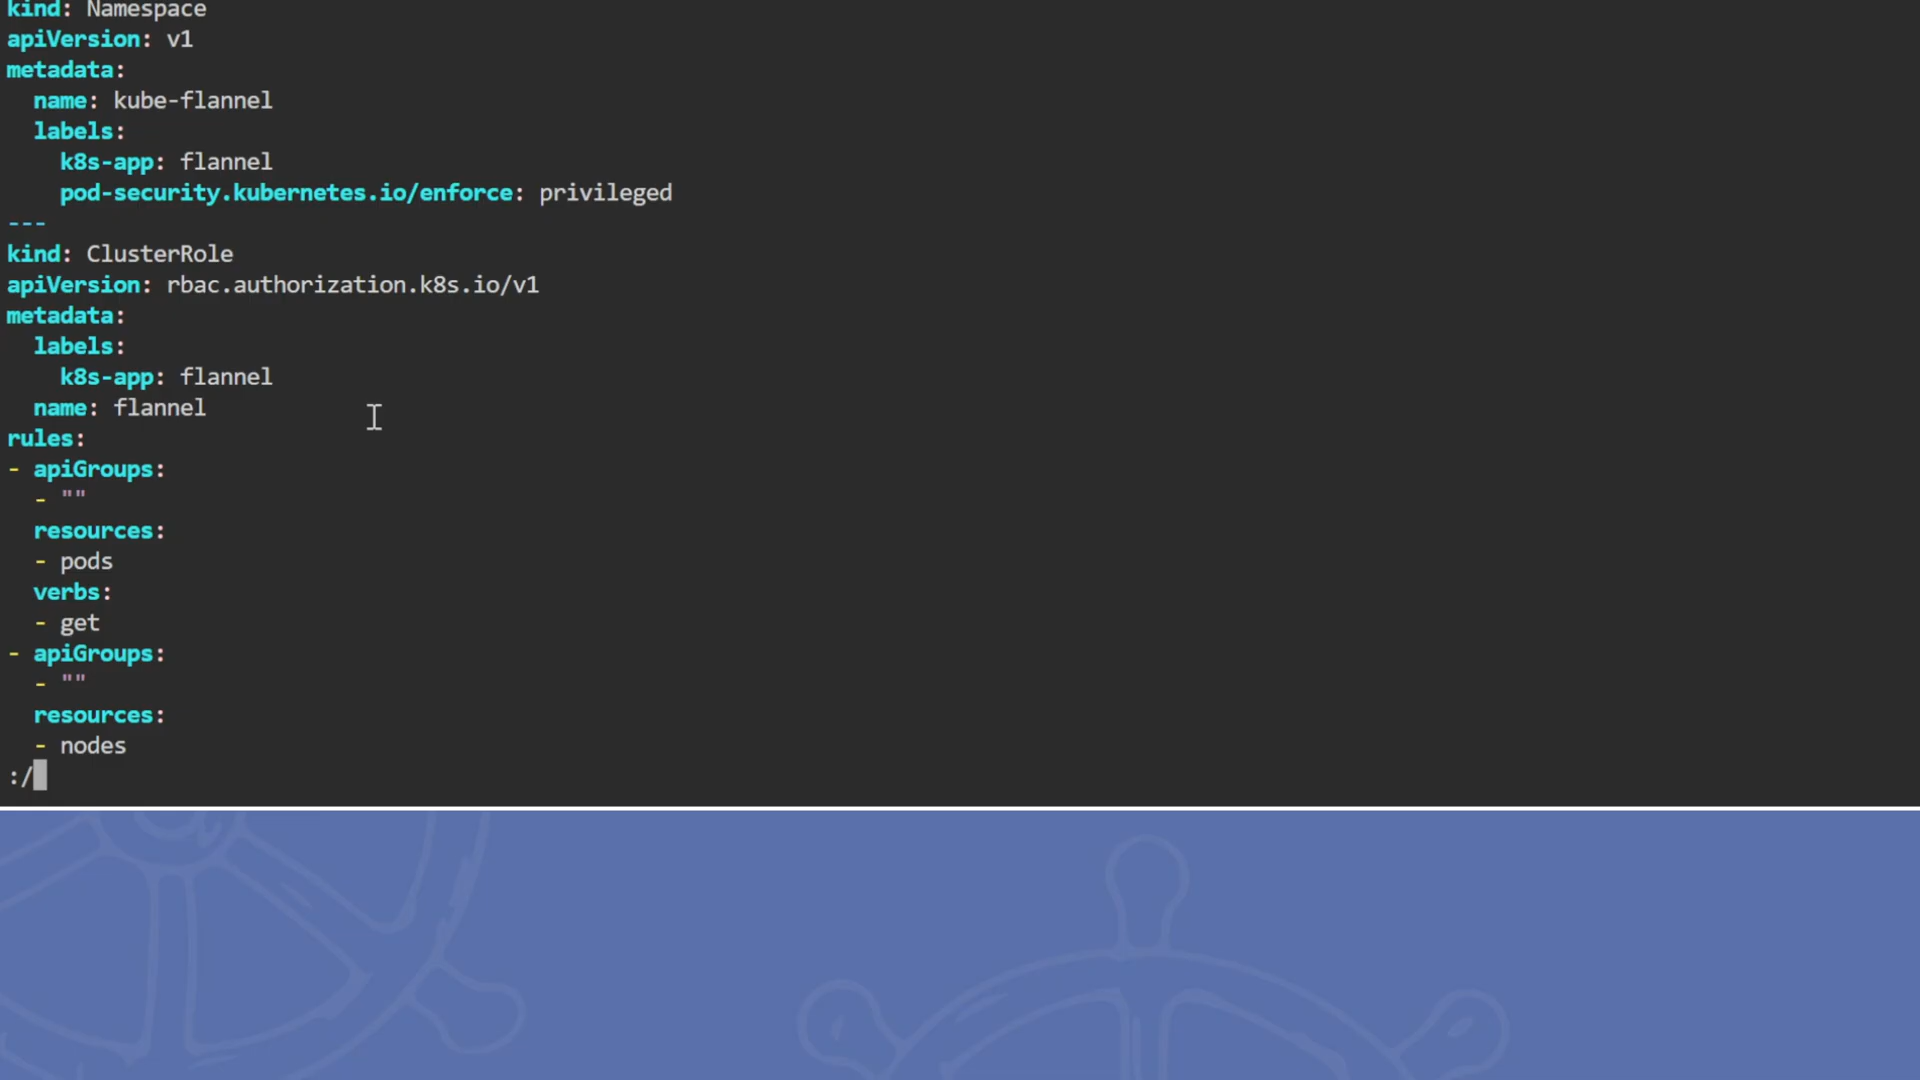 kind: Namespace
apiVersion: v1
metadata:
  name: kube-flannel
  labels:
    k8s-app: flannel
    pod-security.kubernetes.io/enforce: privileged
---
kind: ClusterRole
apiVersion: rbac.authorization.k8s.io/v1
metadata:
  labels:
    k8s-app: flannel
  name: flannel
rules:
- apiGroups:
  - ""
  resources:
  - pods
  verbs:
  - get
- apiGroups:
  - ""
  resources:
  - nodes
:/